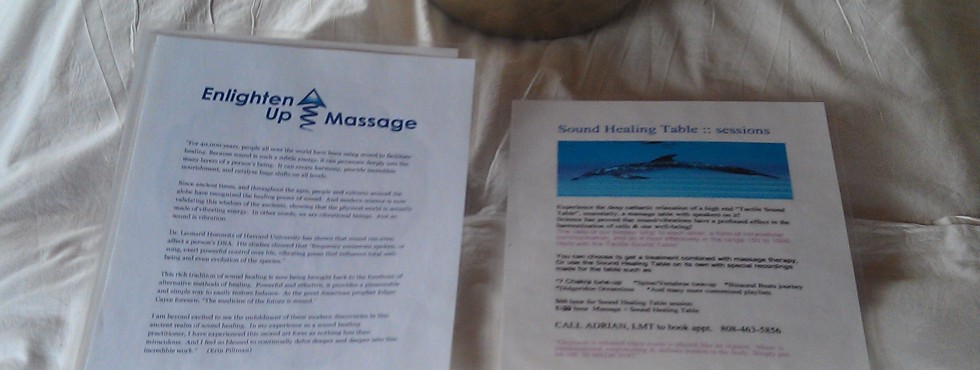 Enlighten
Up Massage
"For 40,000 years, people all over the world have been using sound to facilitate
healing. Because sound is such a subtle energy, it can permeate deeply into the
many layers of a person's being. It can create harmony, provide incredible
nourishment, and catalyze huge shifts on all levels.
Since ancient times, and throughout the ages, people and cultures around the
globe have recognized the healing power of sound. And modern science is now
validating this wisdom of the ancients, showing that the physical world is actually
made of vibrating energy. In other words, we are vibrational beings. And so
sound is vibration.
Dr. Leonard Horowitz of Harvard University has shown that sound can even
affect a person's DNA. His studies showed that "frequency emissions spoken, or
sung, exert powerful control over life, vibrating power that influence total well-
being and even evolution of the species."
This rich tradition of sound healing is now being brought back to the forefront of
alternative methods of healing. Powerful and effective, it provides a pleasurable
and simple way to easily restore balance. As the great American prophet Edgar
Cayce foresaw, "The medicine of the future is sound."
I am beyond excited to see the unfoldment of these modern discoveries in this
ancient realm of sound healing. In my experience as a sound healing
practitioner, I have experienced this sacred art form as nothing less than
miraculous. And I feel so blessed to continually delve deeper and deeper into this
incredible work." (Erin Pillman)
Sound Healing Table :: sessions
Experience the deep cathartic relaxation of a high end "Tactile Sound
Table", essentially, a massage table with speakers on it!
Science has proved that sound/vibrations have a profound effect in the
harmonization of cells & our well-being!
You can choose to get a treatment combined with massage therapy,
Or use the Sound Healing Table on its own with special recordings
made for the table such as:
*7 Chakra tune-up *Spine/Vertebrae tune-up *Binaural Beats journey
*Didgeridoo Dreamtime *And many more customized playlists
hour for Sound Healing Table session
hour Massage + Sound Healing Table
CALL ADRIAN, LMT to book appt. 808-463-5856